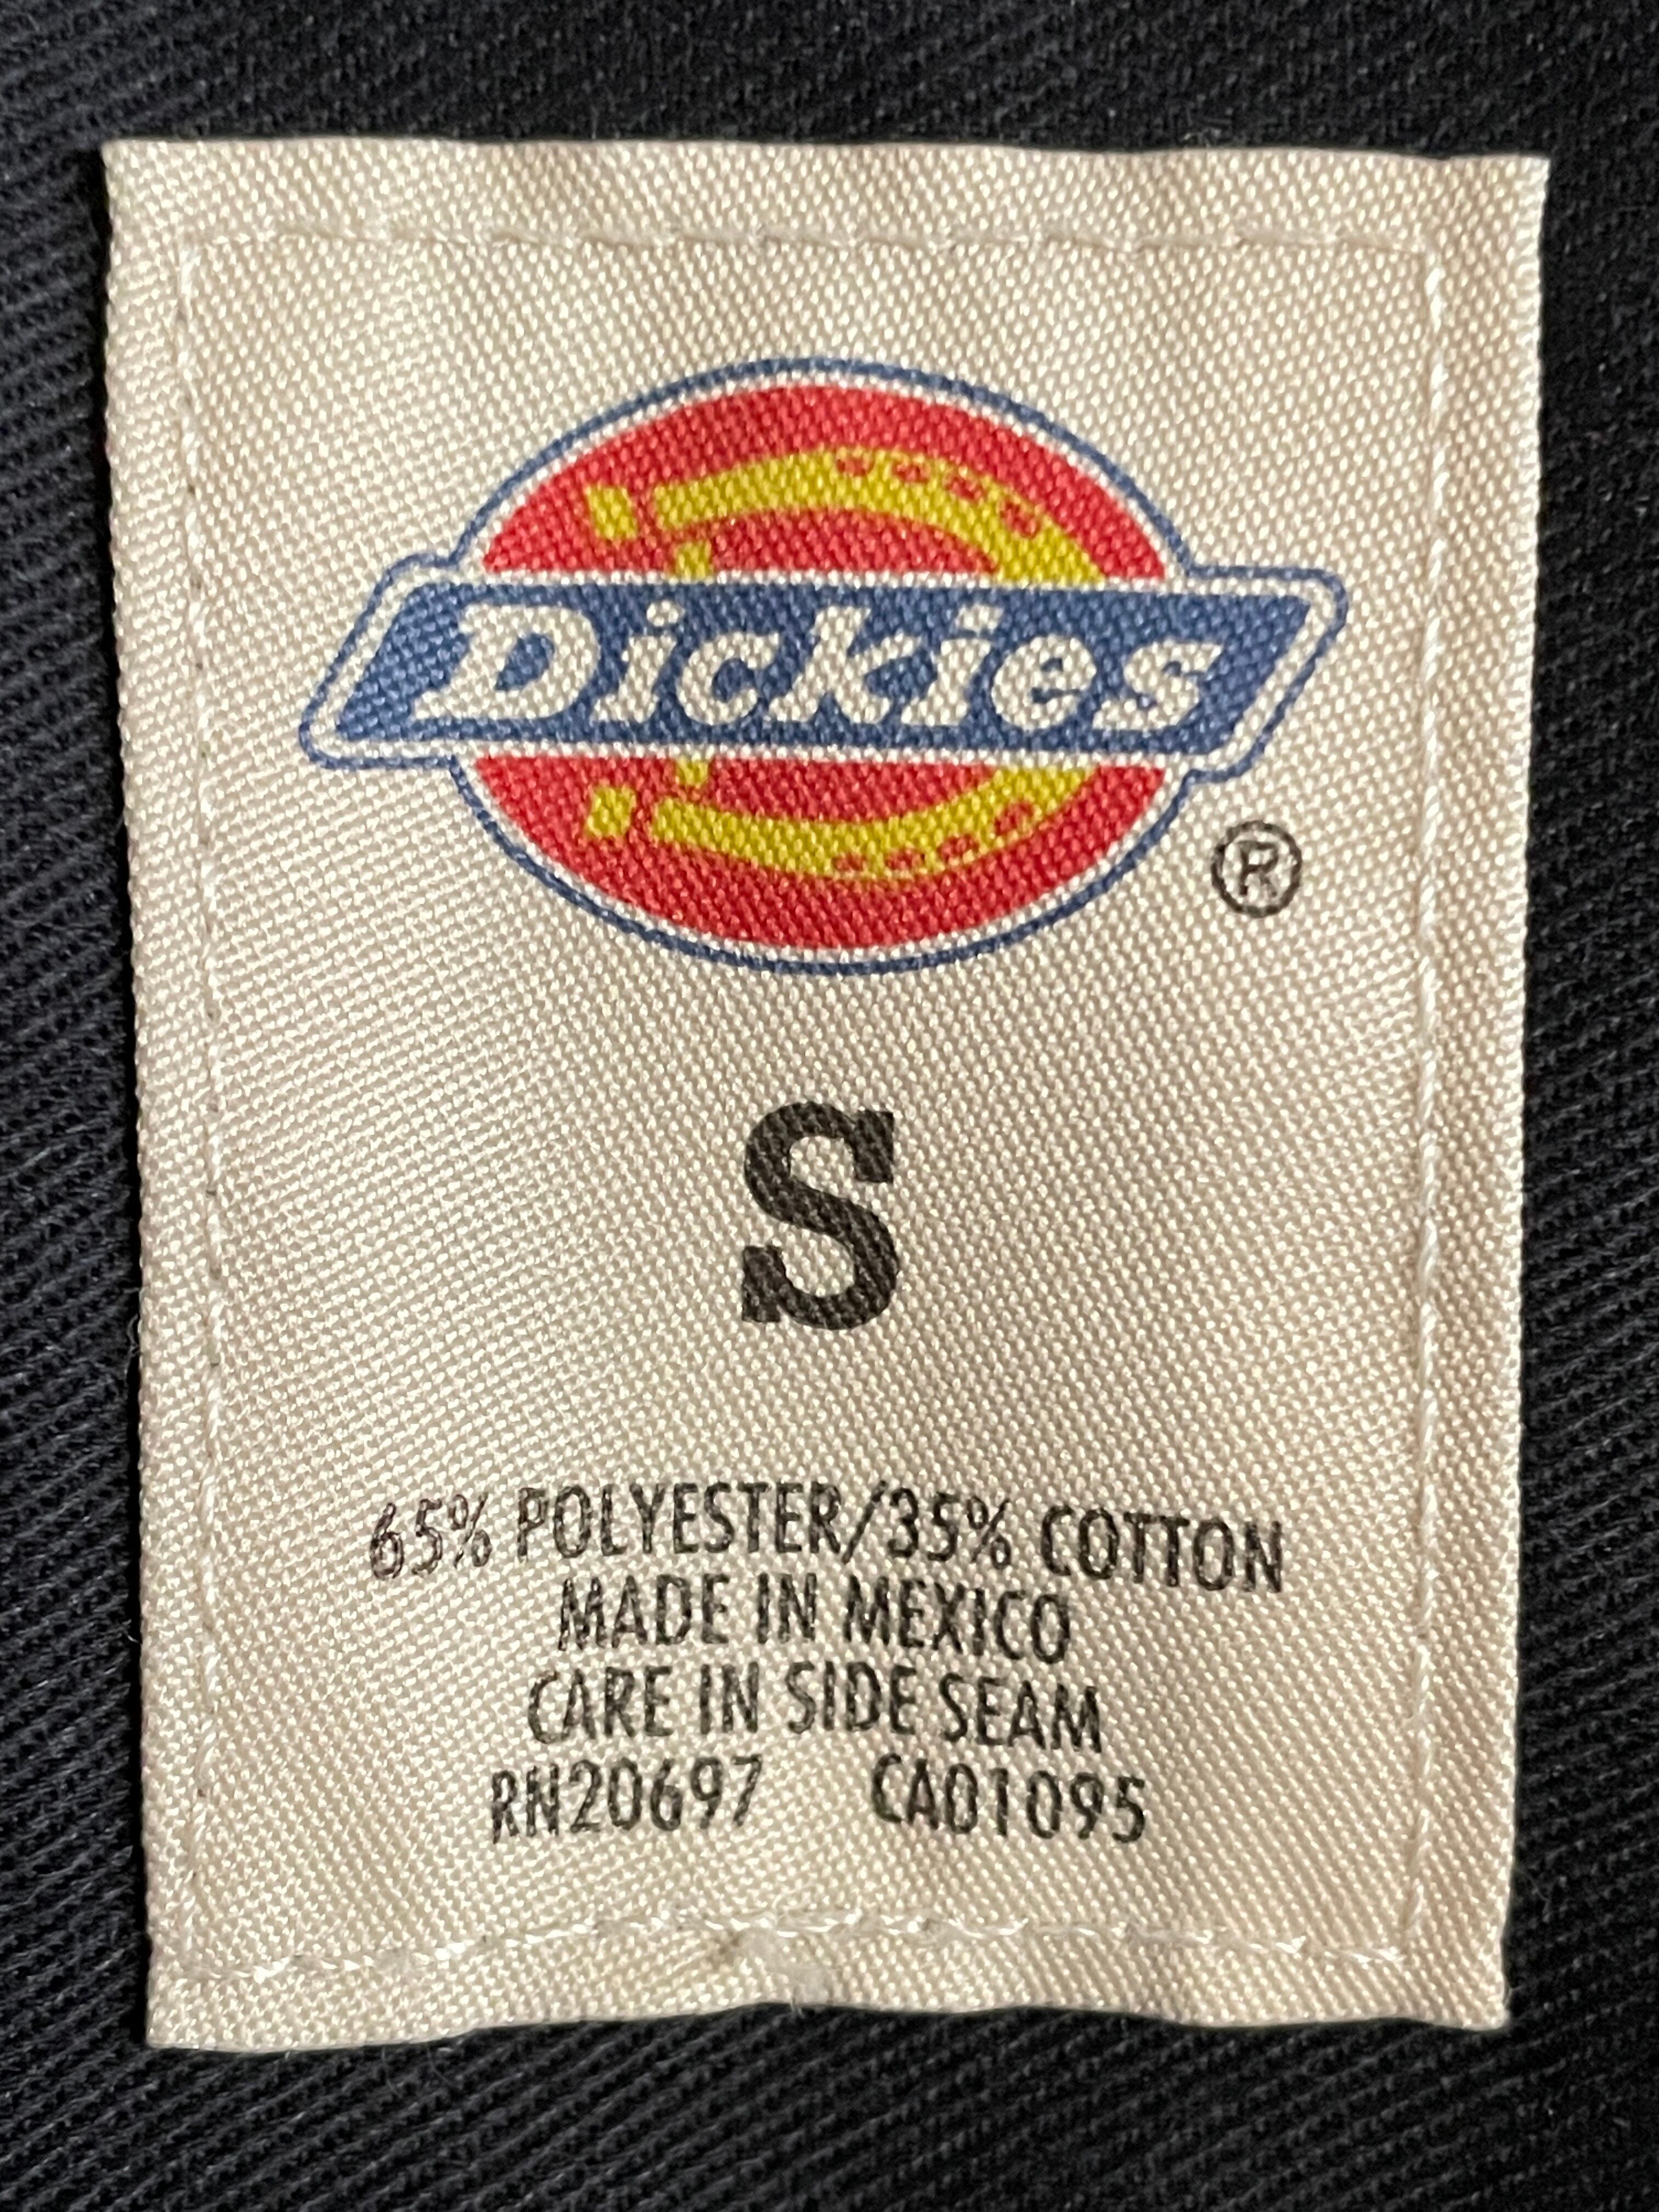 Dickies
®
S
65% POLYESTER/35% COTTON
MADE IN MEXICO
CARE IN SIDE SEAM
RN20697 CA01095